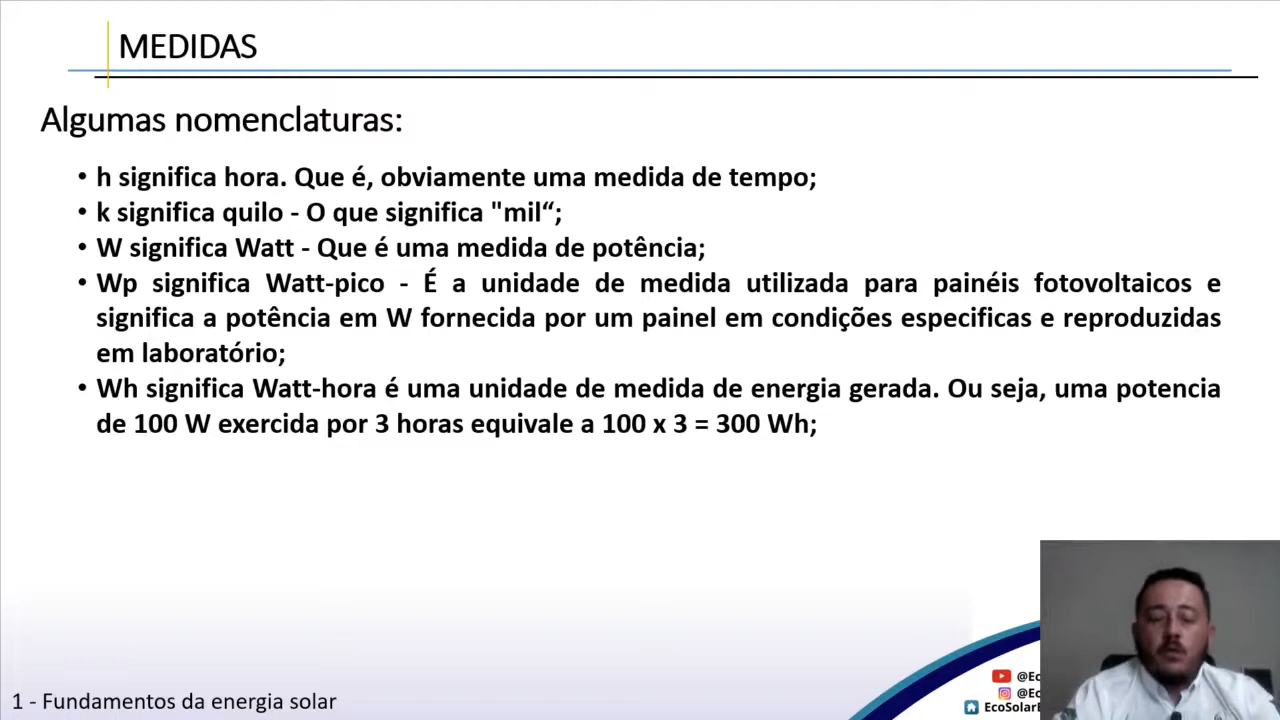 MEDIDAS
Algumas nomenclaturas:
• h significa hora. Que é, obviamente uma medida de tempo;
• k significa quilo - O que significa "mil“;
• W significa Watt - Que é uma medida de potência;
• Wp significa Watt-pico - É a unidade de medida utilizada para painéis fotovoltaicos e
significa a potência em W fornecida por um painel em condições especificas e reproduzidas
em laboratório;
• Wh significa Watt-hora é uma unidade de medida de energia gerada. Ou seja, uma potencia
de 100 W exercida por 3 horas equivale a 100 x 3 = 300 Wh;
1 - Fundamentos da energia solar